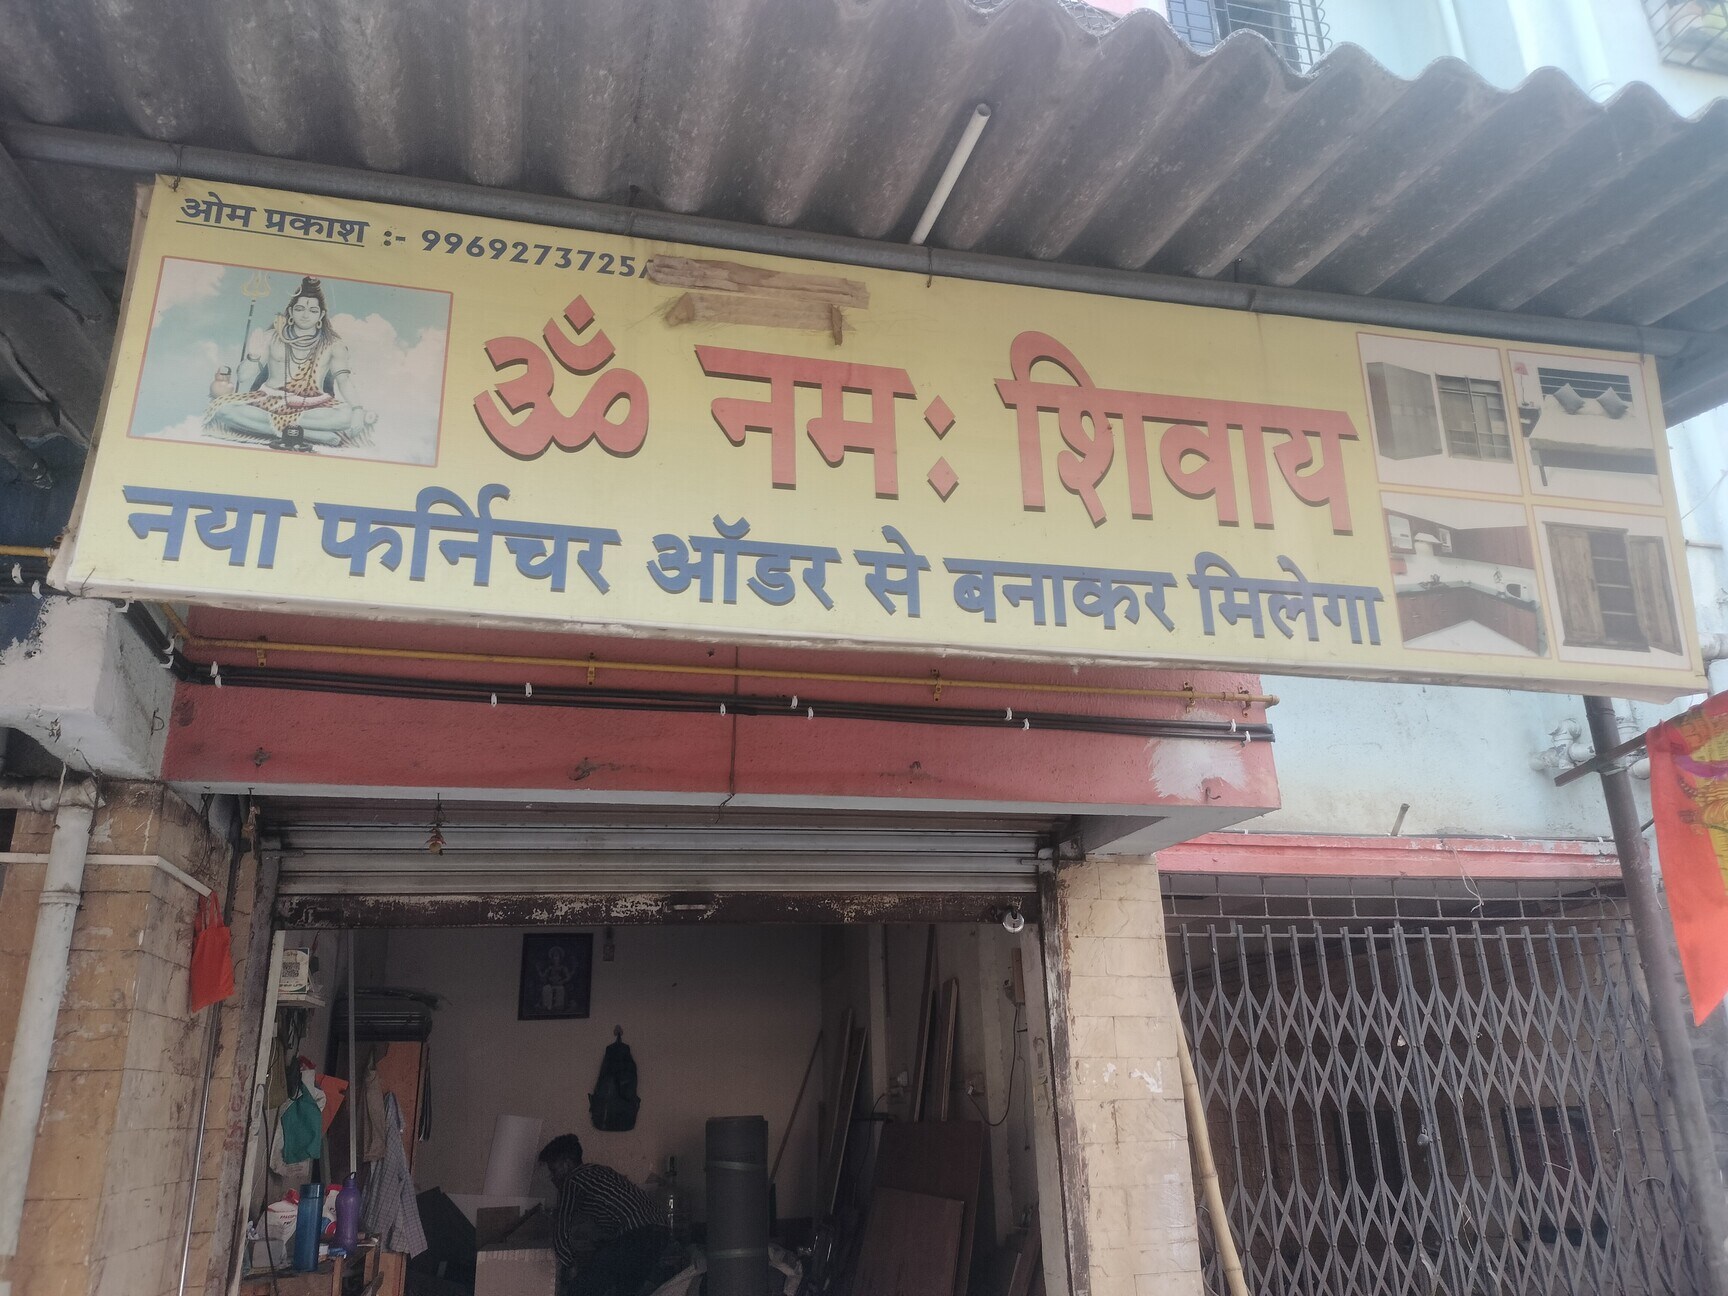 ओम प्रकाश :- 9969273725/
ॐ नमः शिवाय
नया फर्निचर ऑडर से बनाकर मिलेगा